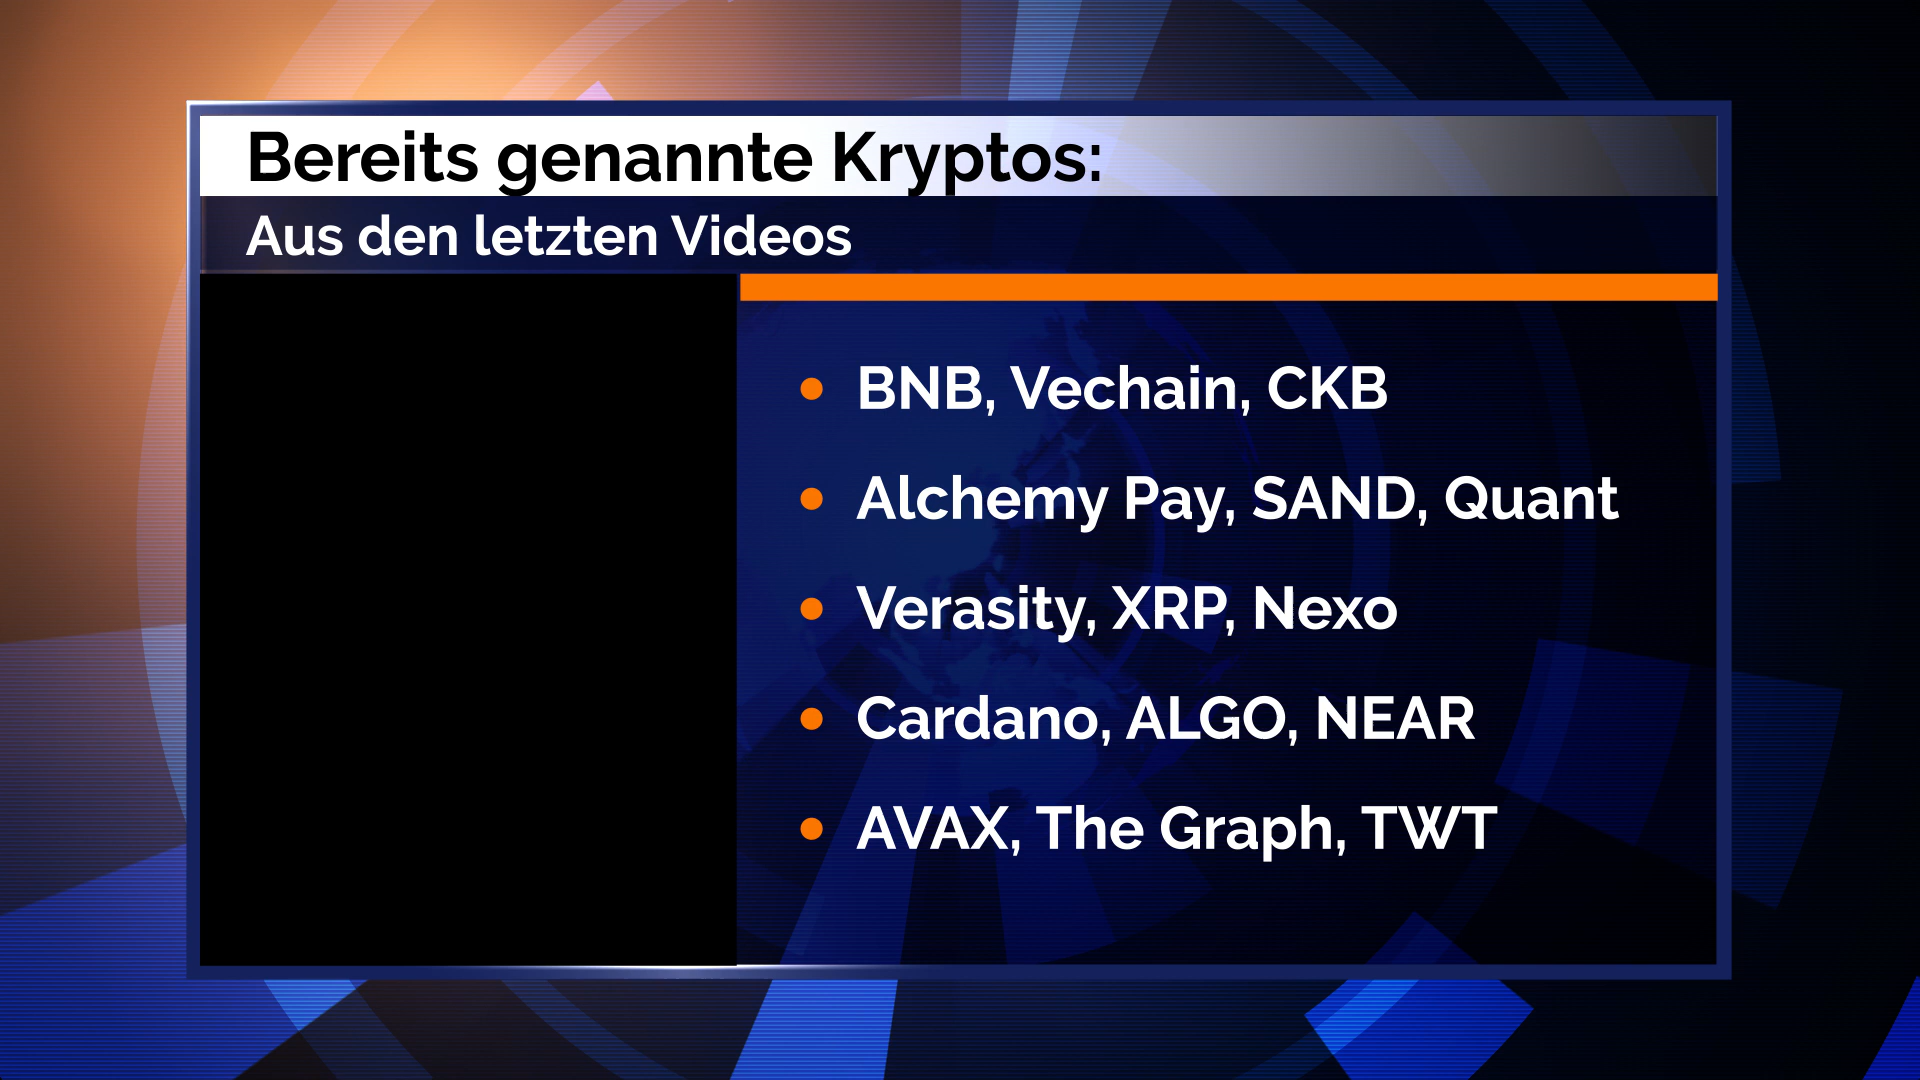 Bereits genannte Kryptos:
Aus den letzten Videos
BNB, Vechain, CKB
Alchemy Pay, SAND, Quant
Verasity, XRP, Nexo
Cardano, ALGO, NEAR
AVAX, The Graph, TWT